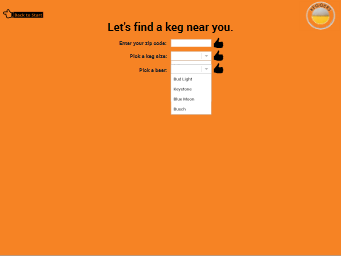 Back to Start
KEGGERS
Let's find a keg near you.
Enter your zip code:
Pick a keg size:
Pick a beer:
Bud Light
Keystone
Blue Moon
Busch